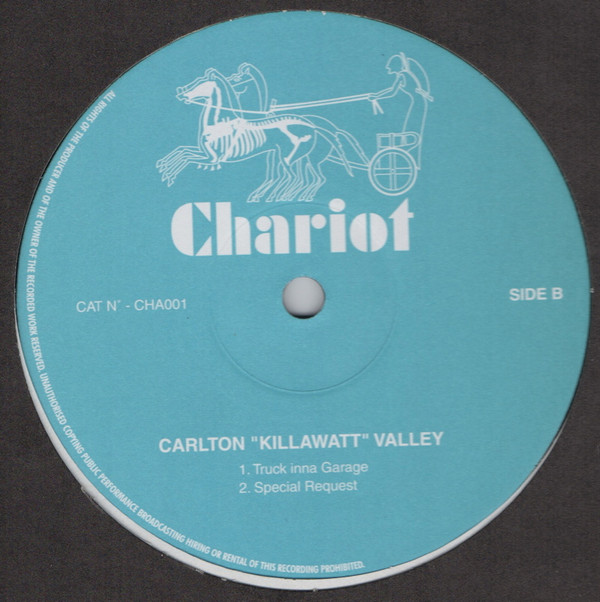 Chariot
CAT N´ - CHA001
SIDE B
CARLTON "KILLAWATT" VALLEY
1. Truck inna Garage
2. Special Request
ALL RIGHTS OF THE PRODUCER AND OF THE OWNER OF THE RECORDED WORK RESERVED. UNAUTHORISED COPYING PUBLIC PERFORMANCE BROADCASTING HIRING OR RENTAL OF THIS RECORDING PROHIBITED.